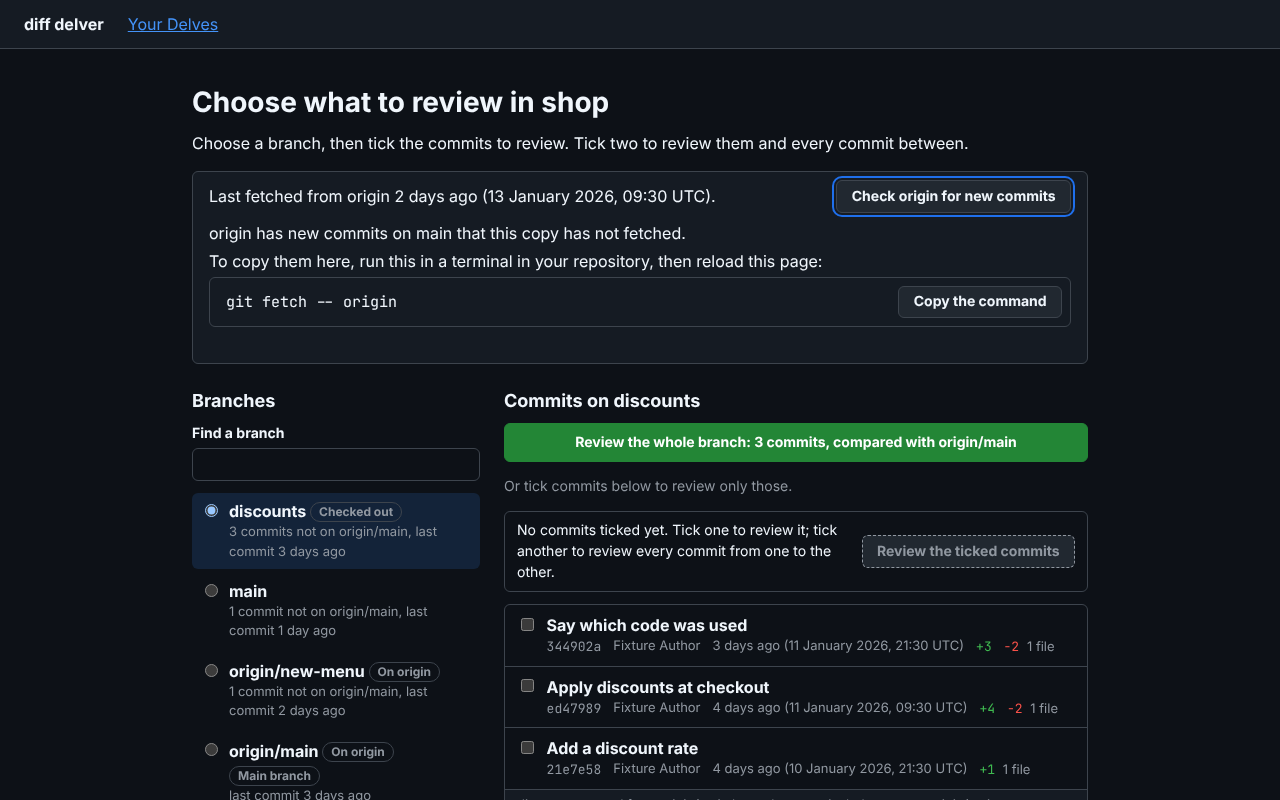 diff delver
Your Delves
Choose what to review in shop
Choose a branch, then tick the commits to review. Tick two to review them and every commit between.
Last fetched from origin 2 days ago (13 January 2026, 09:30 UTC).
Check origin for new commits
origin has new commits on main that this copy has not fetched.
To copy them here, run this in a terminal in your repository, then reload this page:
git fetch -- origin
Copy the command
Branches
Find a branch
discounts Checked out
3 commits not on origin/main, last
commit 3 days ago
main
1 commit not on origin/main, last
commit 1 day ago
origin/new-menu On origin
1 commit not on origin/main, last
commit 2 days ago
origin/main On origin
Main branch
last commit 3 days ago
Commits on discounts
Review the whole branch: 3 commits, compared with origin/main
Or tick commits below to review only those.
No commits ticked yet. Tick one to review it; tick
another to review every commit from one to the
other.
Review the ticked commits
Say which code was used
344902a Fixture Author 3 days ago (11 January 2026, 21:30 UTC) +3 -2 1 file
Apply discounts at checkout
ed47989 Fixture Author 4 days ago (11 January 2026, 09:30 UTC) +4 -2 1 file
Add a discount rate
21e7e58 Fixture Author 4 days ago (10 January 2026, 21:30 UTC) +1 1 file